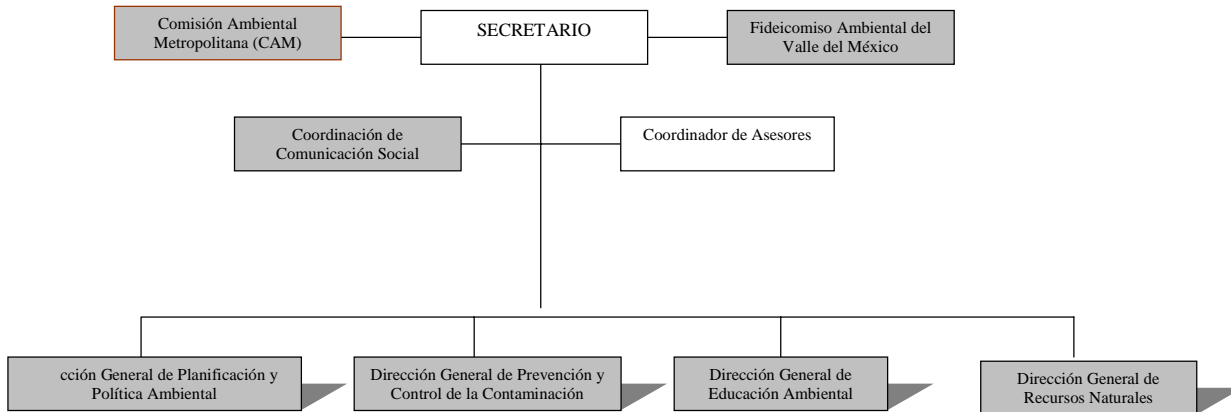 Comisión Ambiental
Metropolitana (CAM)
SECRETARIO
Fideicomiso Ambiental del
Valle del México
Coordinación de
Comunicación Social
Coordinador de Asesores
cción General de Planificación y
Política Ambiental
Dirección General de Prevención y
Control de la Contaminación
Dirección General de
Educación Ambiental
Dirección General de
Recursos Naturales